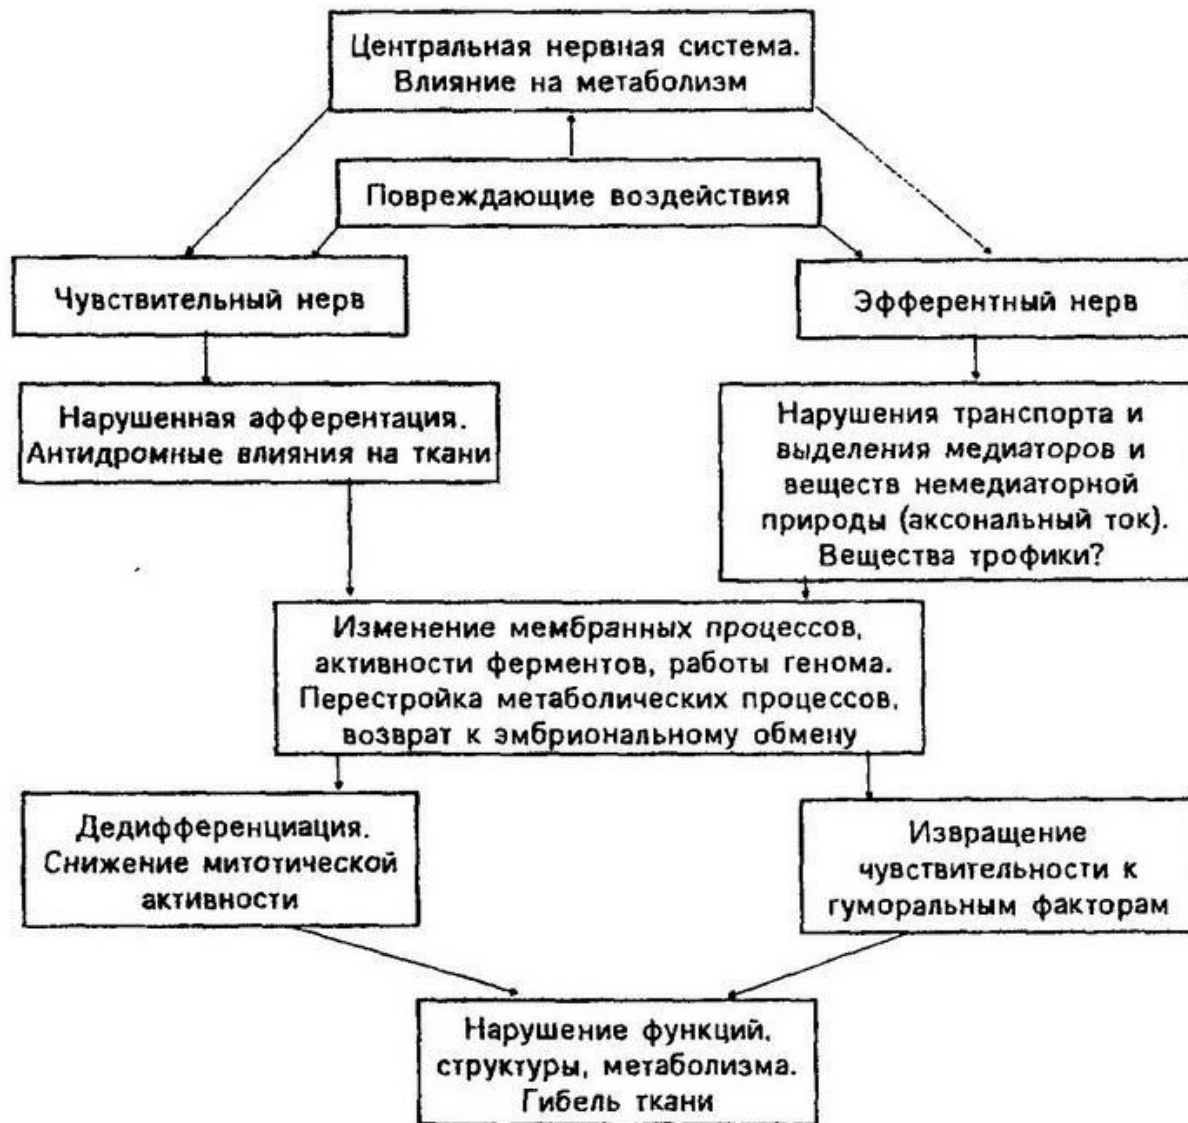 Центральная нервная система.
Влияние на метаболизм
Повреждающие воздействия
Чувствительный нерв
Эфферентный нерв
Нарушенная афферентация.
Антидромные влияния на ткани
Нарушения транспорта и
выделения медиаторов и
веществ немедиаторной
природы (аксональный ток).
Вещества трофики?
Изменение мембранных процессов,
активности ферментов, работы генома.
Перестройка метаболических процессов,
возврат к эмбриональному обмену
Дедифференциация.
Снижение митотической
активности
Извращение
чувствительности к
гуморальным факторам
Нарушение функций,
структуры, метаболизма.
Гибель ткани